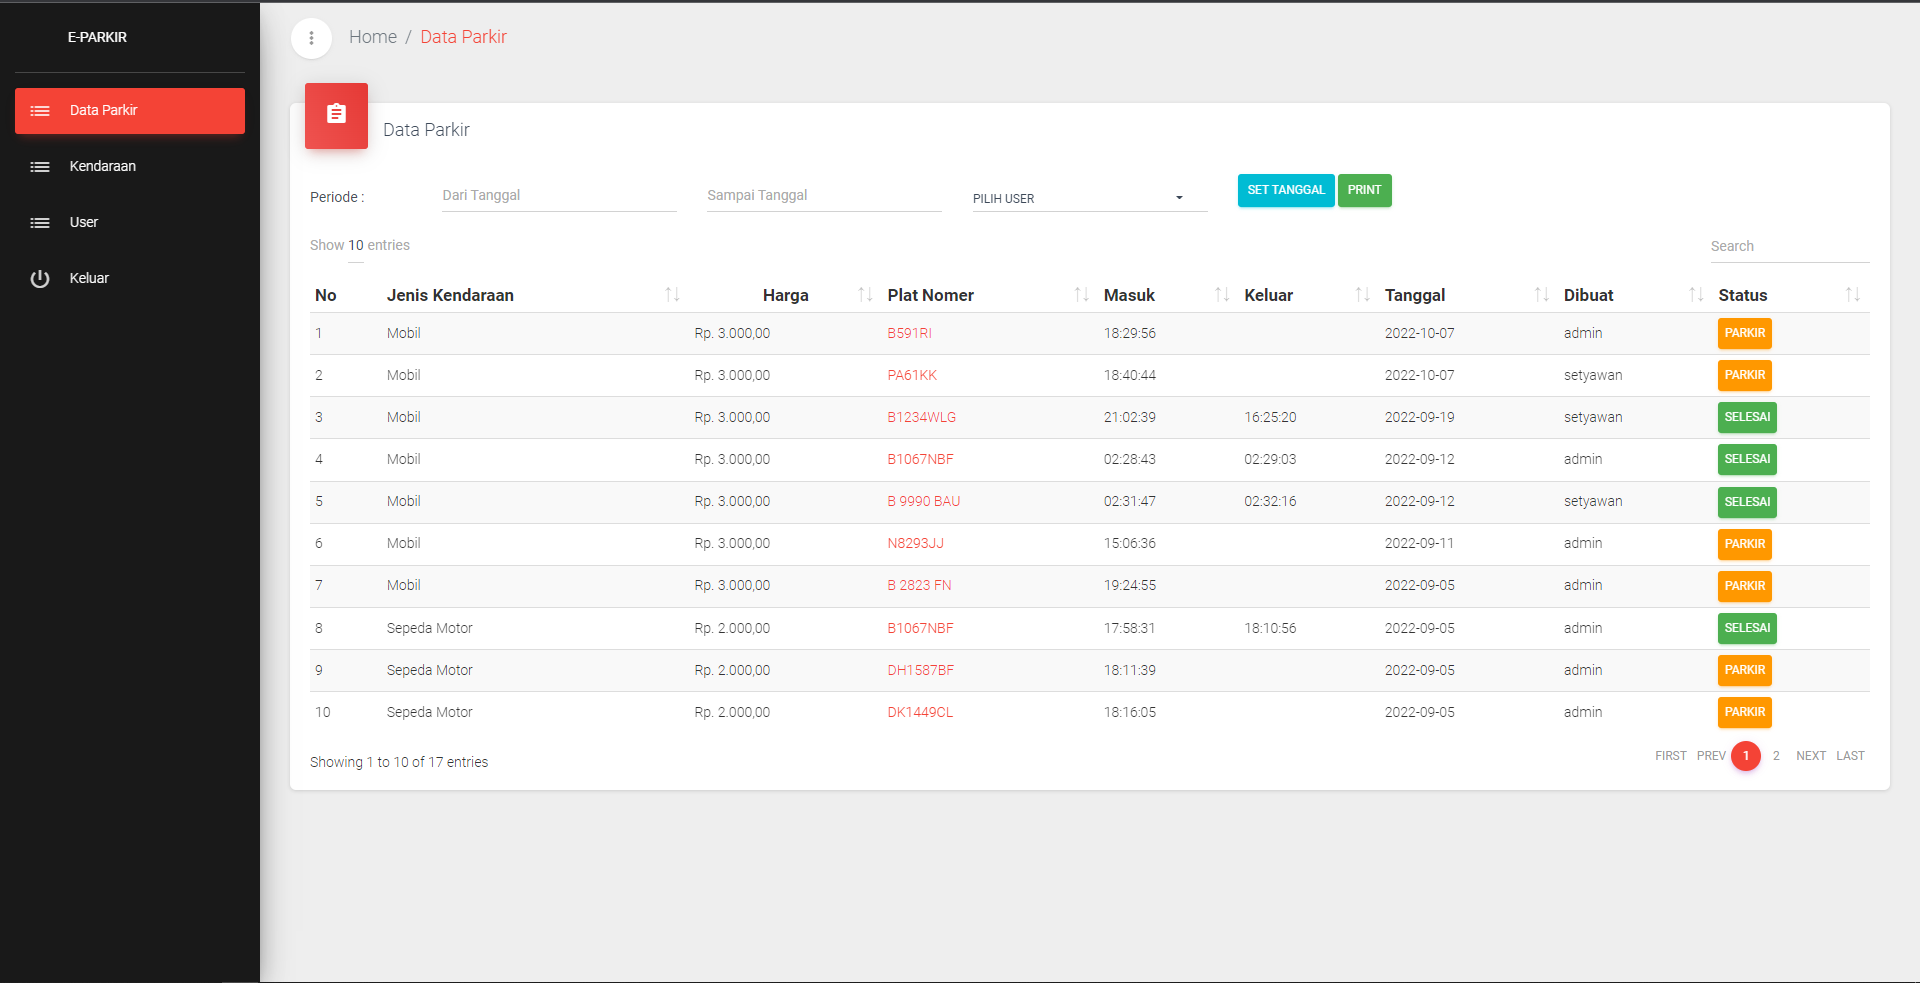 E-PARKIR
Data Parkir
Kendaraan
User
Keluar
Home / Data Parkir
Data Parkir
Periode : Dari Tanggal Sampai Tanggal PILIH USER SET TANGGAL PRINT
Show 10 entries Search
No Jenis Kendaraan Harga Plat Nomer Masuk Keluar Tanggal Dibuat Status
1 Mobil Rp. 3.000,00 B591RI 18:29:56 2022-10-07 admin PARKIR
2 Mobil Rp. 3.000,00 PA61KK 18:40:44 2022-10-07 setyawan PARKIR
3 Mobil Rp. 3.000,00 B1234WLG 21:02:39 16:25:20 2022-09-19 setyawan SELESAI
4 Mobil Rp. 3.000,00 B1067NBF 02:28:43 02:29:03 2022-09-12 admin SELESAI
5 Mobil Rp. 3.000,00 B 9990 BAU 02:31:47 02:32:16 2022-09-12 setyawan SELESAI
6 Mobil Rp. 3.000,00 N8293JJ 15:06:36 2022-09-11 admin PARKIR
7 Mobil Rp. 3.000,00 B 2823 FN 19:24:55 2022-09-05 admin PARKIR
8 Sepeda Motor Rp. 2.000,00 B1067NBF 17:58:31 18:10:56 2022-09-05 admin SELESAI
9 Sepeda Motor Rp. 2.000,00 DH1587BF 18:11:39 2022-09-05 admin PARKIR
10 Sepeda Motor Rp. 2.000,00 DK1449CL 18:16:05 2022-09-05 admin PARKIR
Showing 1 to 10 of 17 entries FIRST PREV 1 2 NEXT LAST